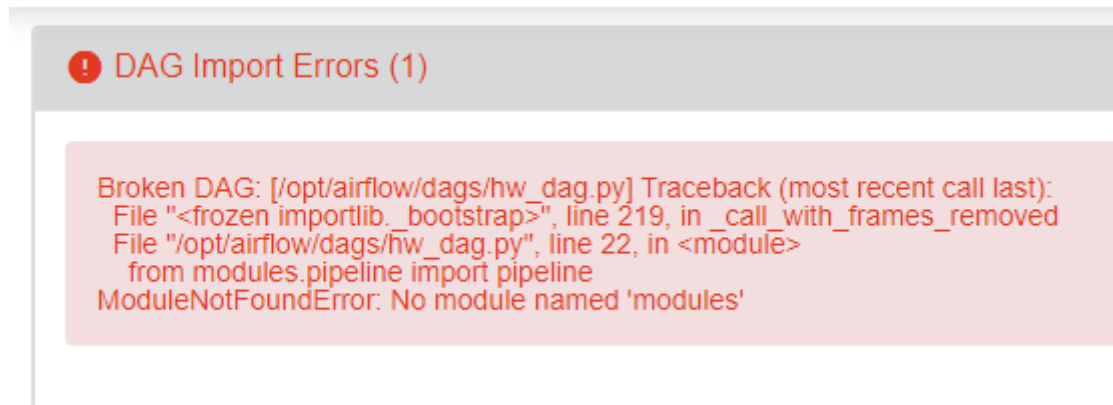 DAG Import Errors (1)
Broken DAG: [/opt/airflow/dags/hw_dag.py] Traceback (most recent call last):
File "<frozen importlib._bootstrap>", line 219, in _call_with_frames_removed
File "/opt/airflow/dags/hw_dag.py", line 22, in <module>
from modules.pipeline import pipeline
ModuleNotFoundError: No module named 'modules'